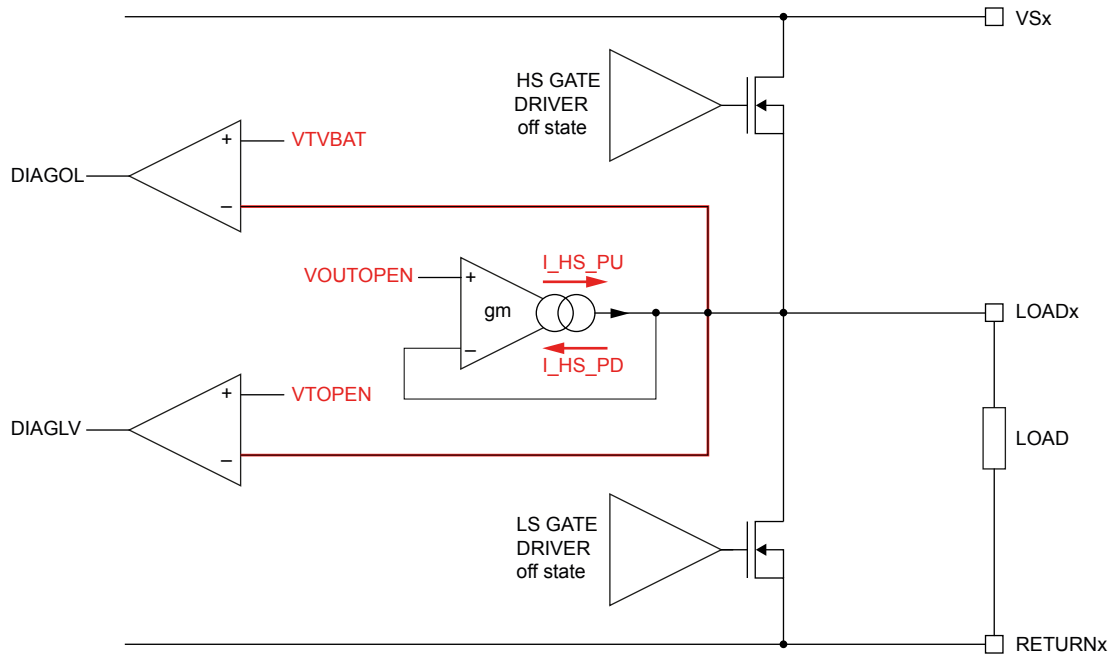 VSx
HS GATE
DRIVER
off state
+
VTVBAT
DIAGOL
−
I_HS_PU
VOUTOPEN
+
gm
LOADx
−
I_HS_PD
+
VTOPEN
DIAGLV
LOAD
−
LS GATE
DRIVER
off state
RETURNx